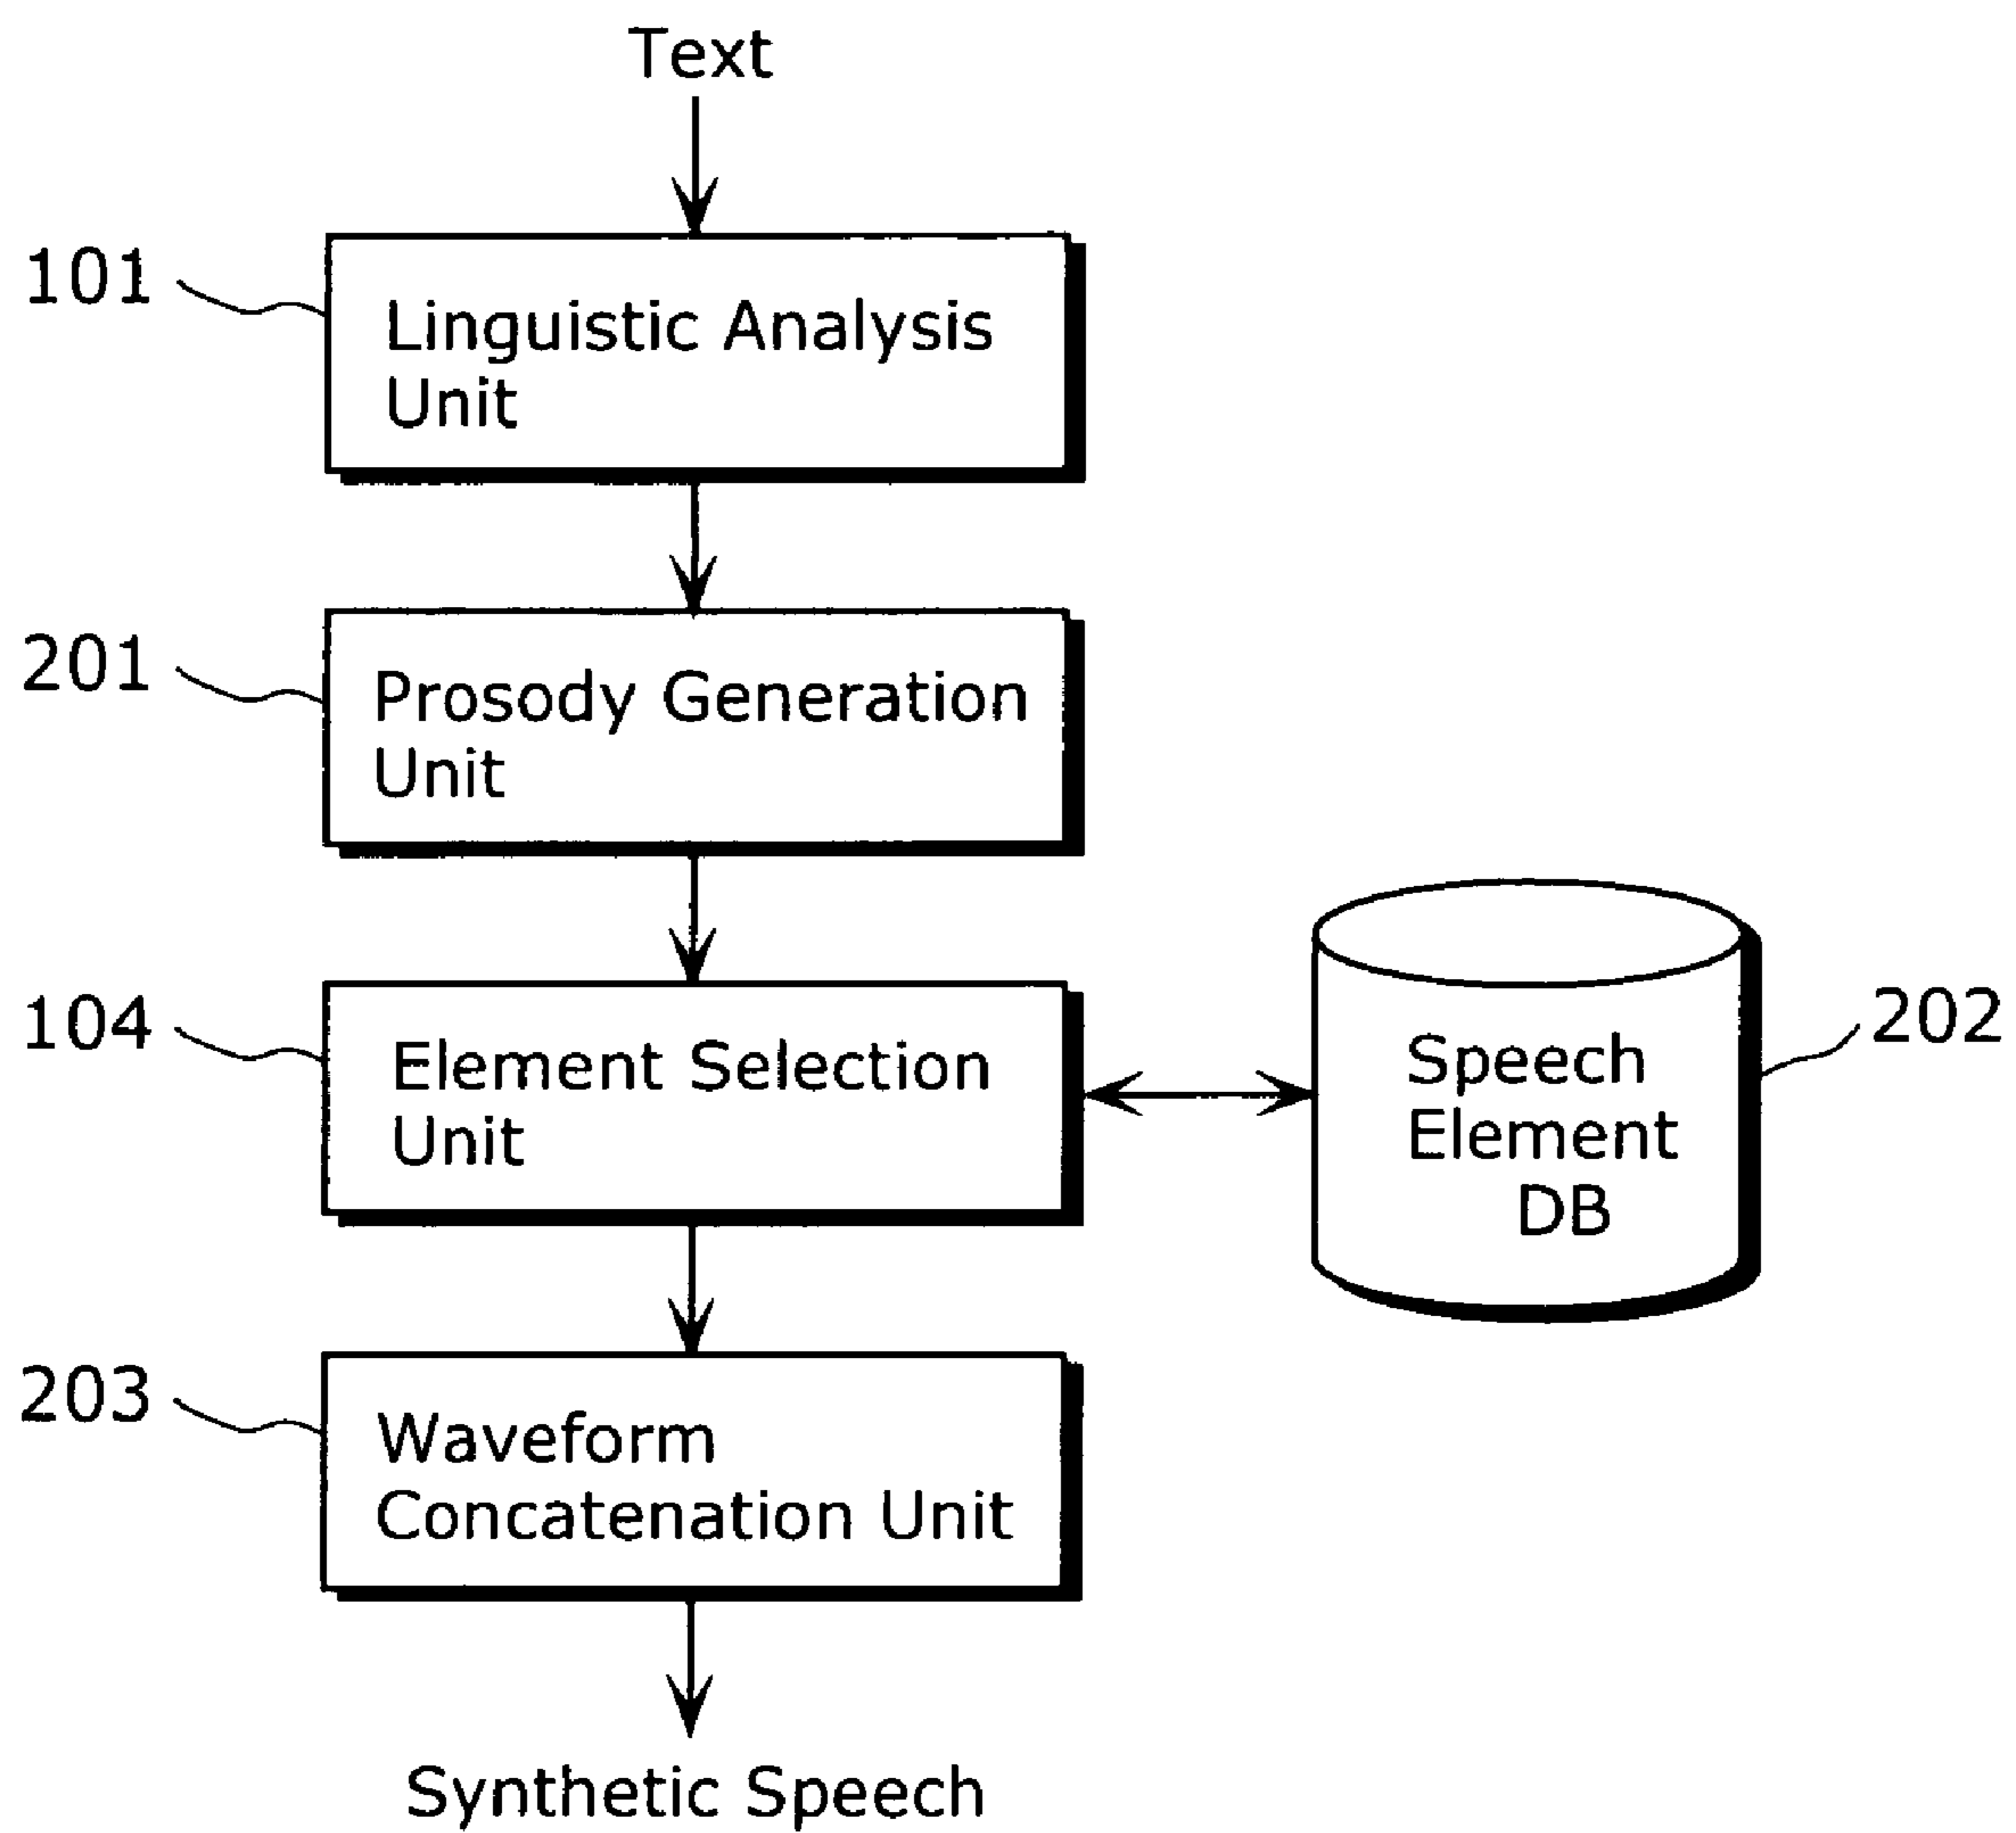 Text
101
Linguistic Analysis
Unit
201
Prosody Generation
Unit
104
Element Selection
Unit
Speech
Element
DB
202
203
Waveform
Concatenation Unit
Synthetic Speech